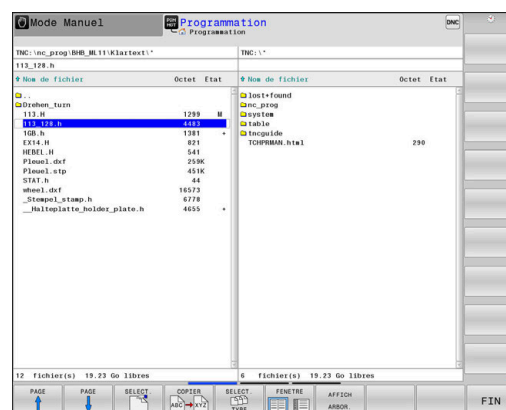 Mode Manuel
PGM MDT Programmation
Programmation
DNC
TNC:\nc_prog\BHB_ML11\Klartext\*
TNC:\*
113_128.h
Nom de fichier Octet Etat
Nom de fichier Octet Etat
..
Drehen_turn
113.H 1299 M
113_128.h 4483
1GB.h 1381 +
EX14.H 821
HEBEL.H 541
Pleuel.dxf 259K
Pleuel.stp 451K
STAT.h 44
wheel.dxf 16573
_Stempel_stamp.h 6778
__Halteplatte_holder_plate.h 4655 +
lost+found
nc_prog
system
table
tncguide
TCHPRMAN.html 290
12 fichier(s) 19.23 Go libres
6 fichier(s) 19.23 Go libres
PAGE
PAGE
SELECT.
COPIER
ABC XYZ
SELECT
TYPE
FENETRE
AFFICH
ARBOR.
FIN